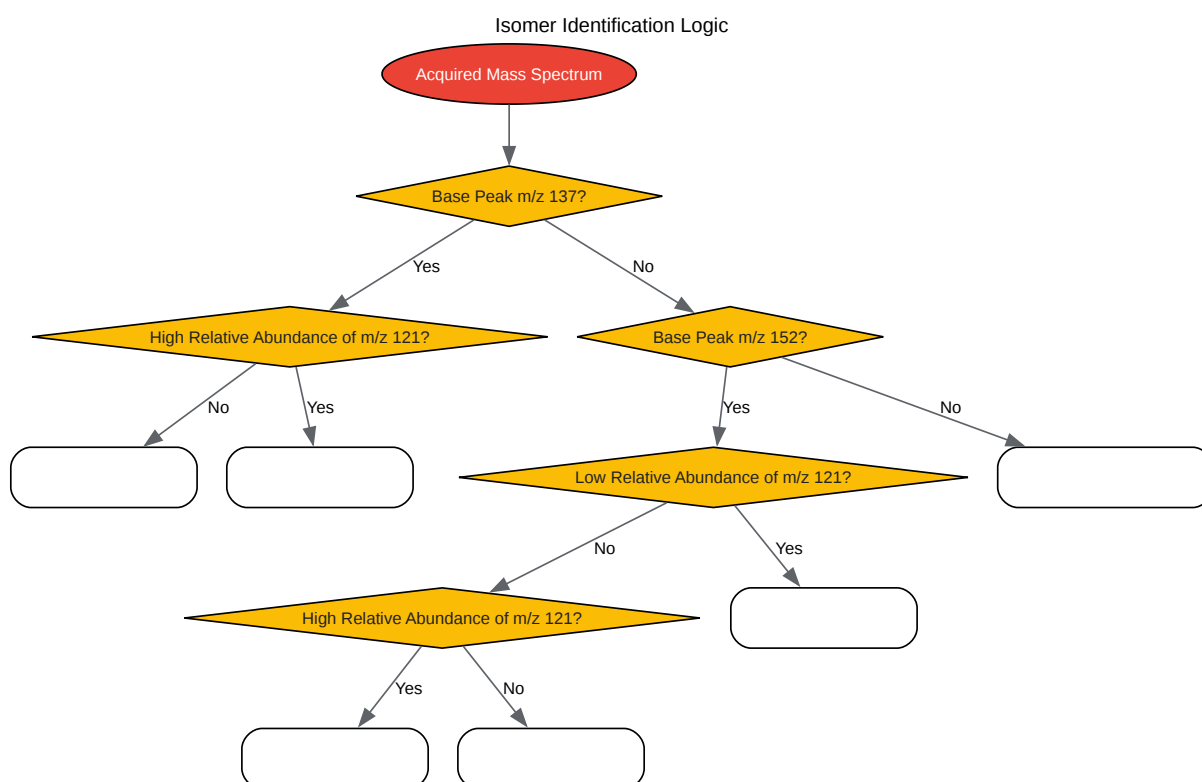 Isomer Identification Logic
Acquired Mass Spectrum
Base Peak m/z 137?
Yes
No
High Relative Abundance of m/z 121?
Base Peak m/z 152?
No
Yes
Yes
No
Low Relative Abundance of m/z 121?
No
Yes
High Relative Abundance of m/z 121?
Yes
No